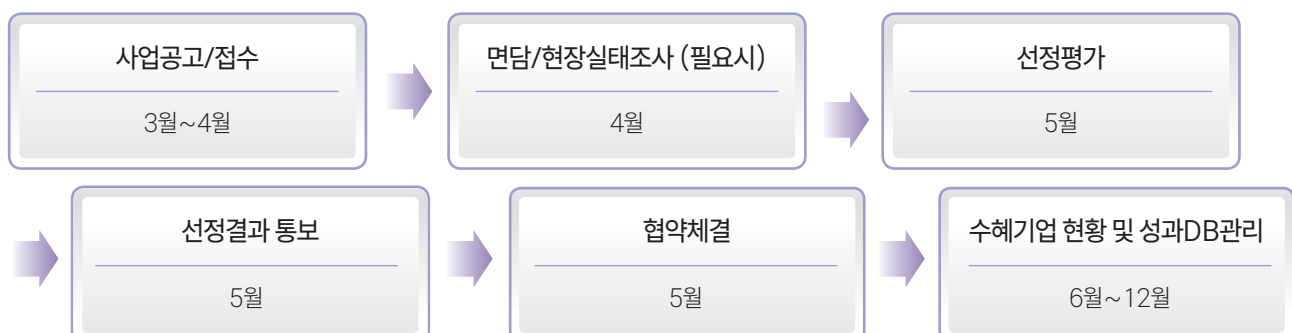 사업공고/접수
3월~4월
면담/현장실태조사 (필요시)
4월
선정평가
5월
선정결과 통보
5월
협약체결
5월
수혜기업 현황 및 성과DB관리
6월~12월